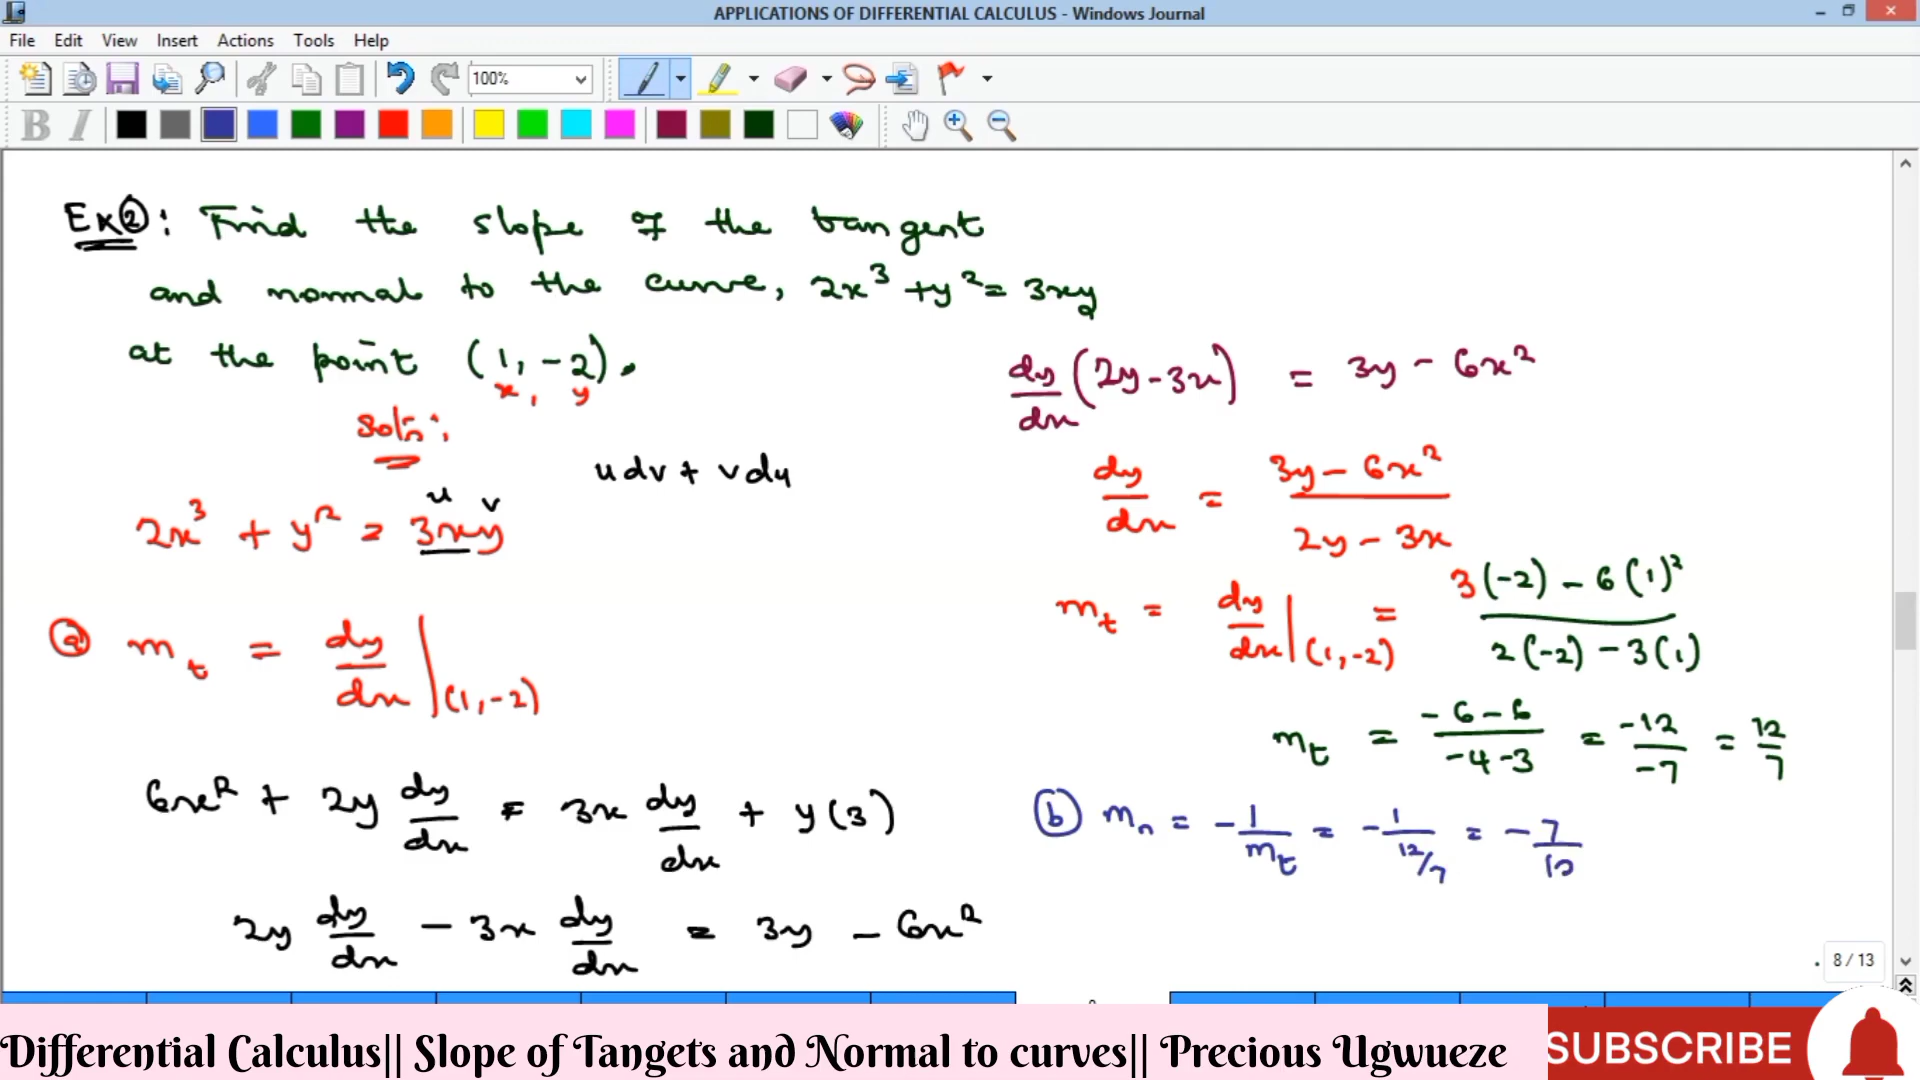 APPLICATIONS OF DIFFERENTIAL CALCULUS - Windows Journal
File Edit View Insert Actions Tools Help
100%
B I
Ex②: Find the slope of the tangent
and normal to the curve, 2x³ + y² = 3xy
at the point (1, -2).
x, y
Soln:
udv + vdu
u v
2x³ + y² = 3xy
ⓐ m_t = dy/dx |(1, -2)
6x² + 2y dy/dx = 3x dy/dx + y(3)
2y dy/dx - 3x dy/dx = 3y - 6x²
dy/dx (2y - 3x) = 3y - 6x²
dy/dx = (3y - 6x²)/(2y - 3x)
m_t = dy/dx |(1, -2) = (3(-2) - 6(1)²)/(2(-2) - 3(1))
m_t = (-6-6)/(-4-3) = -12/-7 = 12/7
ⓑ m_n = -1/m_t = -1/(12/7) = -7/12
8 / 13
Differential Calculus|| Slope of Tangets and Normal to curves|| Precious Ugwueze
SUBSCRIBE